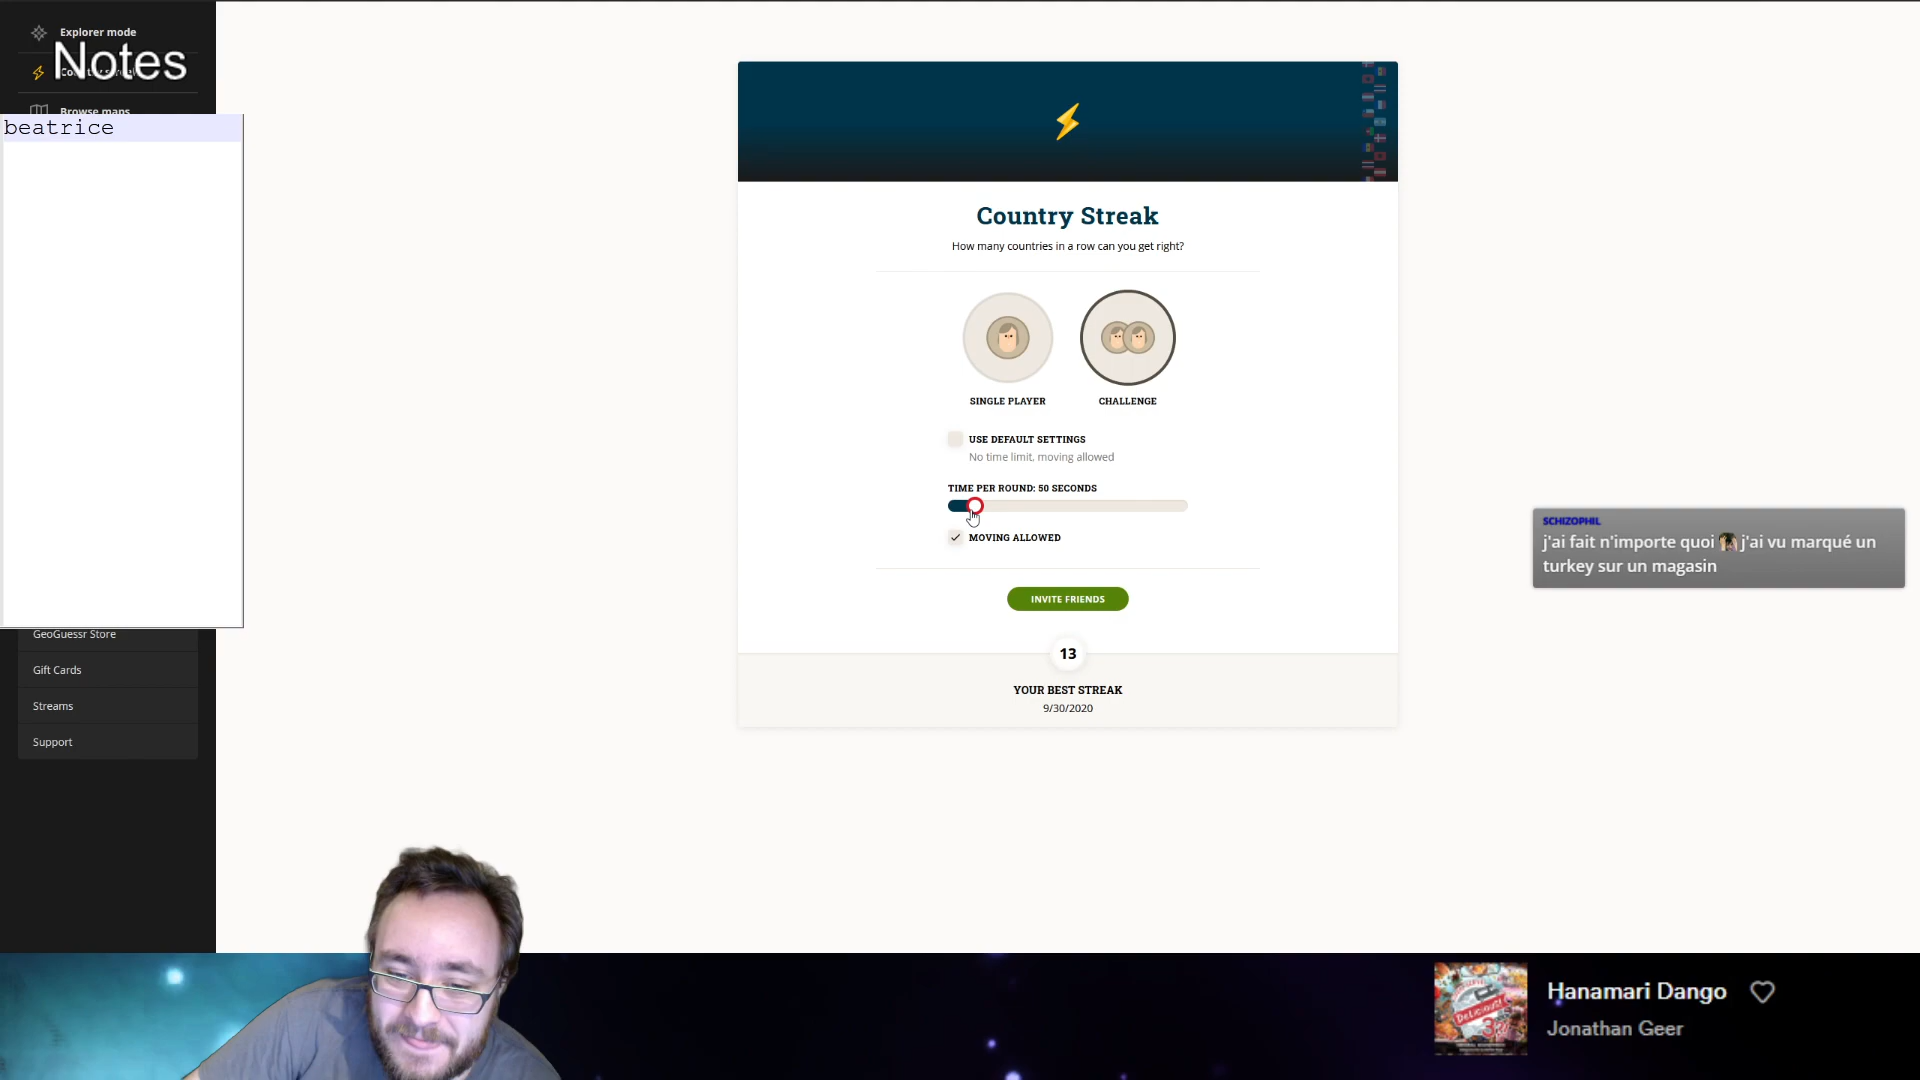 Explorer mode
Notes
Browse maps
beatrice
GeoGuessr Store
Gift Cards
Streams
Support
Country Streak
How many countries in a row can you get right?
SINGLE PLAYER
CHALLENGE
USE DEFAULT SETTINGS
No time limit, moving allowed
TIME PER ROUND: 50 SECONDS
MOVING ALLOWED
INVITE FRIENDS
13
YOUR BEST STREAK
9/30/2020
SCHIZOPHIL
j'ai fait n'importe quoi j'ai vu marqué un
turkey sur un magasin
Hanamari Dango
Jonathan Geer